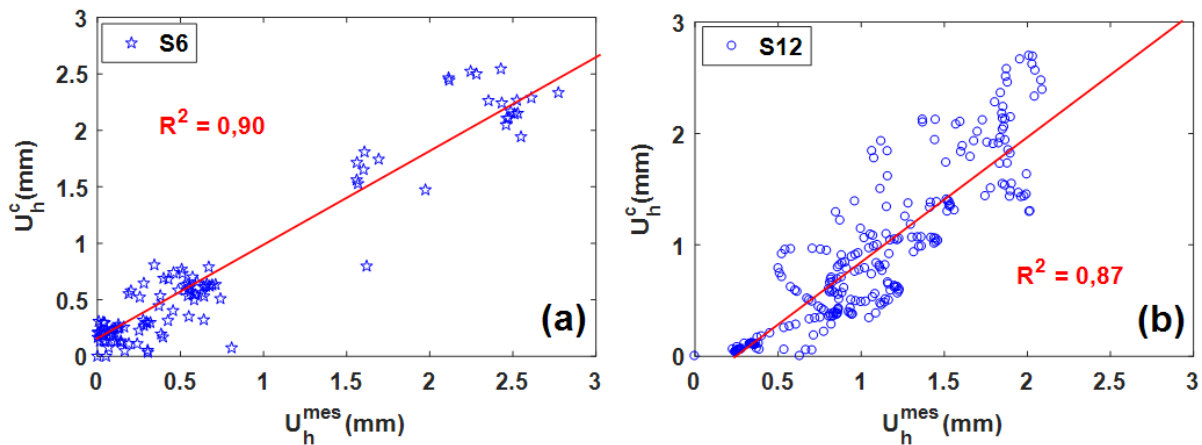 S6
R² = 0,90
(a)
3
2.5
2
1.5
1
0.5
0
U_h^c (mm)
0 0.5 1 1.5 2 2.5 3
U_h^mes (mm)
S12
R² = 0,87
(b)
3
2
1
0
U_h^c (mm)
0 0.5 1 1.5 2 2.5 3
U_h^mes (mm)